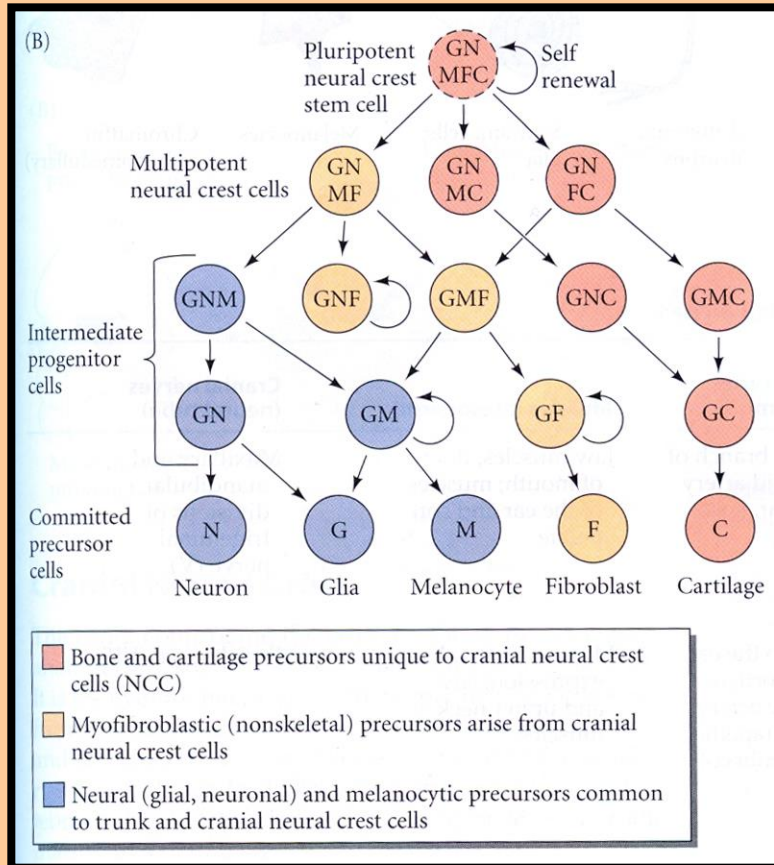 (B)
Pluripotent
neural crest
stem cell
GN
MFC
Self
renewal
Multipotent
neural crest cells
GN
MF
GN
MC
GN
FC
Intermediate
progenitor
cells
GNM
GNF
GMF
GNC
GMC
GN
GM
GF
GC
Committed
precursor
cells
N
G
M
F
C
Neuron
Glia
Melanocyte
Fibroblast
Cartilage
Bone and cartilage precursors unique to cranial neural crest
cells (NCC)
Myofibroblastic (nonskeletal) precursors arise from cranial
neural crest cells
Neural (glial, neuronal) and melanocytic precursors common
to trunk and cranial neural crest cells